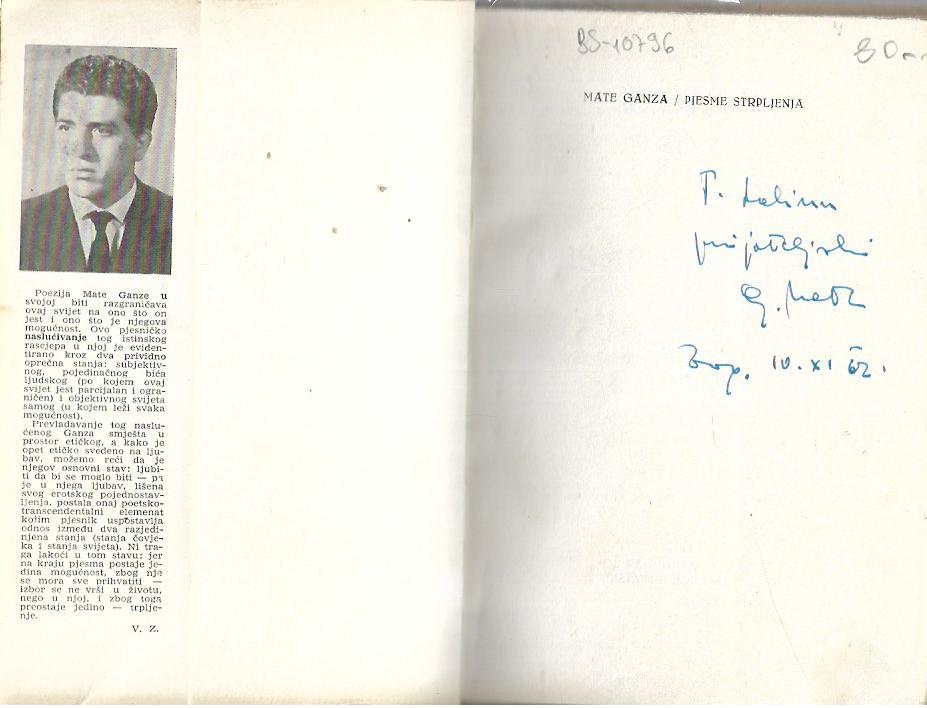 Poezija Mate Ganze u
svojoj biti razgraničava
ovaj svijet na ono što on
jest i ono što je njegova
mogućnost. Ovo pjesničko
naslućivanje tog istinskog
rascjepa u njoj je eviden-
tirano kroz dva prividno
oprečna stanja: subjektiv-
nog, pojedinačnog bića
ljudskog (po kojem ovaj
svijet jest parcijalan i ogra-
ničen) i objektivnog svijeta
samog (u kojem leži svaka
mogućnost).
Prevladavanje tog naslu-
ćenog Ganza smješta u
prostor etičkog, a kako je
opet etičko svedeno na lju-
bav, možemo reći da je
njegov osnovni stav: ljubi-
ti da bi se moglo biti — pa
je u njega ljubav, lišena
svog erotskog pojednostav-
ljenja, postala onaj poetsko-
transcendentalni elemenat
kojim pjesnik uspostavlja
odnos između dva razjedi-
njena stanja (stanja čovje-
ka i stanja svijeta). Ni tra-
ga lakoći u tom stavu: jer
na kraju pjesma postaje je-
dina mogućnost, zbog nje
se mora sve prihvatiti —
izbor se ne vrši u životu,
nego u njoj, i zbog toga
preostaje jedino — trplje-
nje.
V. Z.
BS-10796
80--
MATE GANZA / PJESME STRPLJENJA
prijateljski
10. XI 62.